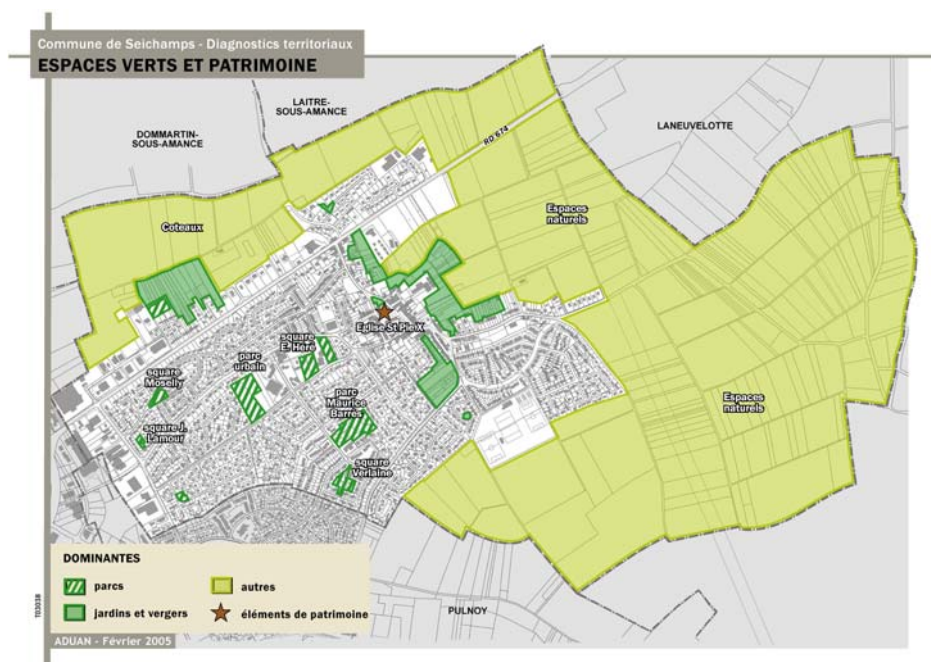 Commune de Seichamps - Diagnostics territoriaux
ESPACES VERTS ET PATRIMOINE
LAITRE-
SOUS-AMANCE
DOMMARTIN-
SOUS-AMANCE
LANEUVELOTTE
RD 674
Coteaux
Espaces
naturels
Eglise St Pie X
square
E. Héré
parc
urbain
square
Moselly
parc
Maurice
Barrès
square J.
Lamour
square
Verlaine
Espaces
naturels
PULNOY
DOMINANTES
parcs
autres
jardins et vergers
éléments de patrimoine
T03038
ADUAN - Février 2005